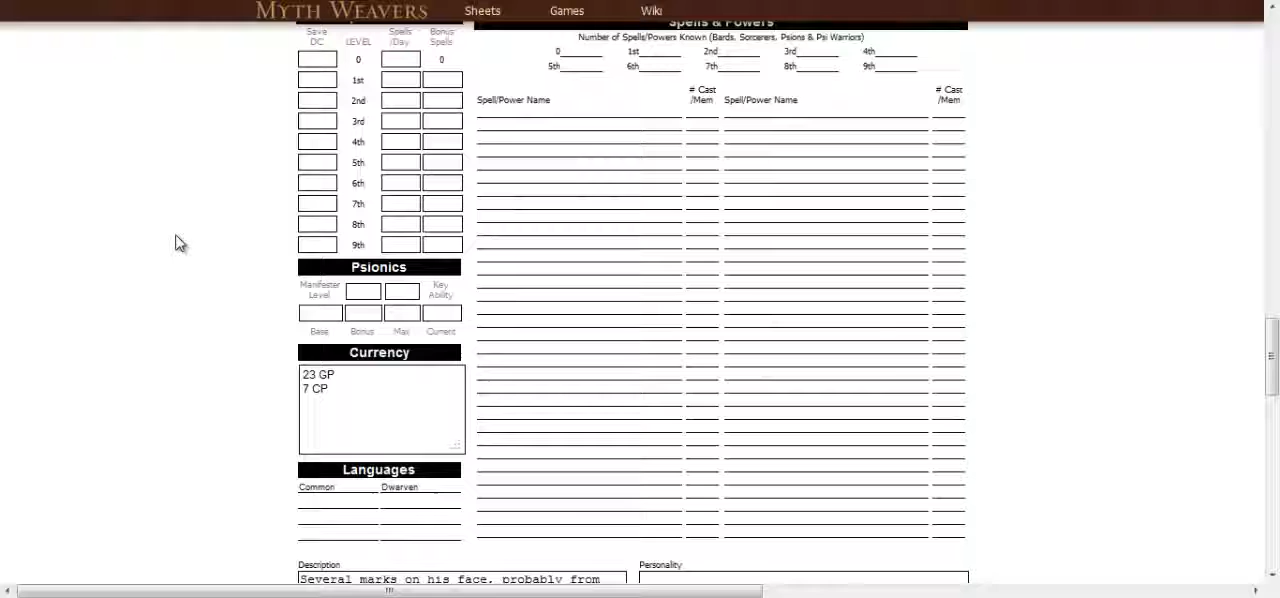 MYTH WEAVERS Sheets Games Wiki
Spells & Powers
Save DC LEVEL Spells /Day Bonus Spells
Number of Spells/Powers Known (Bards, Sorcerers, Psions & Psi Warriors)
0 1st 2nd 3rd 4th
5th 6th 7th 8th 9th
Spell/Power Name # Cast /Mem Spell/Power Name # Cast /Mem
0 0
1st
2nd
3rd
4th
5th
6th
7th
8th
9th
Psionics
Manifester Level Key Ability
Base Bonus Max Current
Currency
23 GP
7 CP
Languages
Common Dwarven
Description Personality
Several marks on his face, probably from